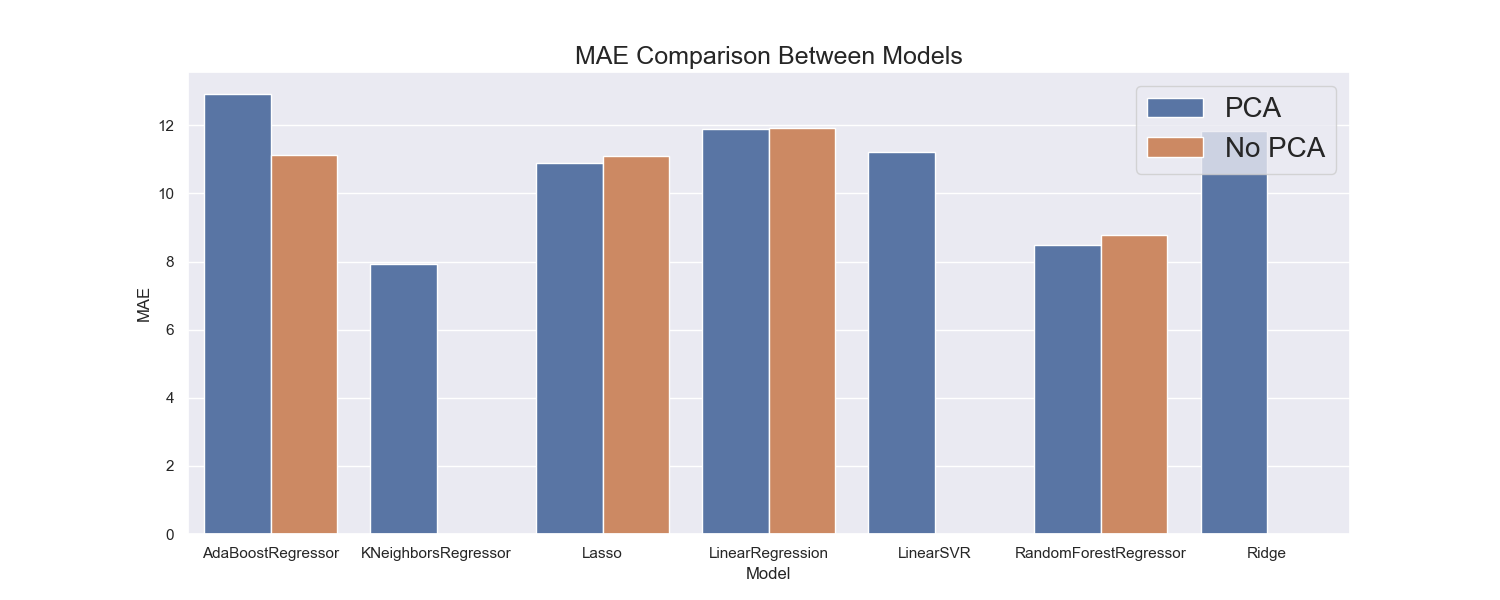 MAE Comparison Between Models
PCA
No PCA
12
10
8
6
4
2
0
MAE
AdaBoostRegressor KNeighborsRegressor Lasso LinearRegression LinearSVR RandomForestRegressor Ridge
Model